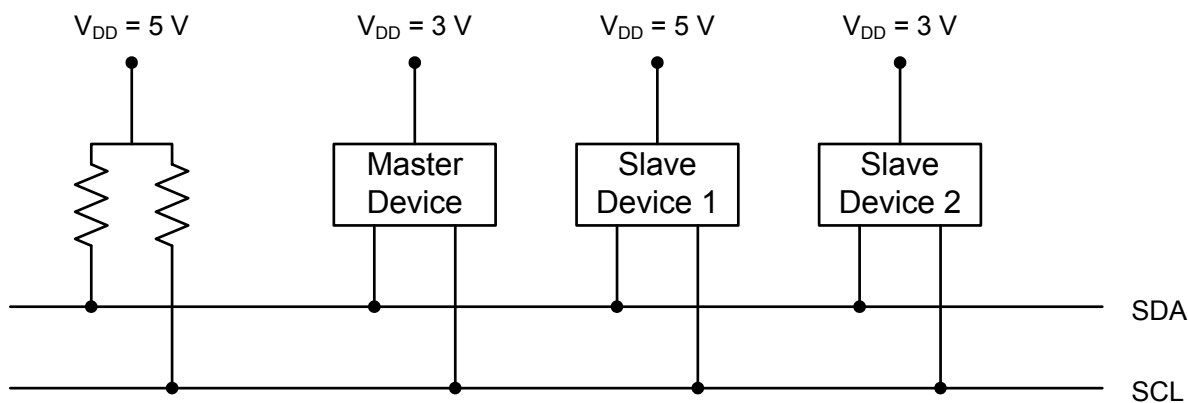 V_DD = 5 V
V_DD = 3 V
V_DD = 5 V
V_DD = 3 V
Master
Device
Slave
Device 1
Slave
Device 2
SDA
SCL